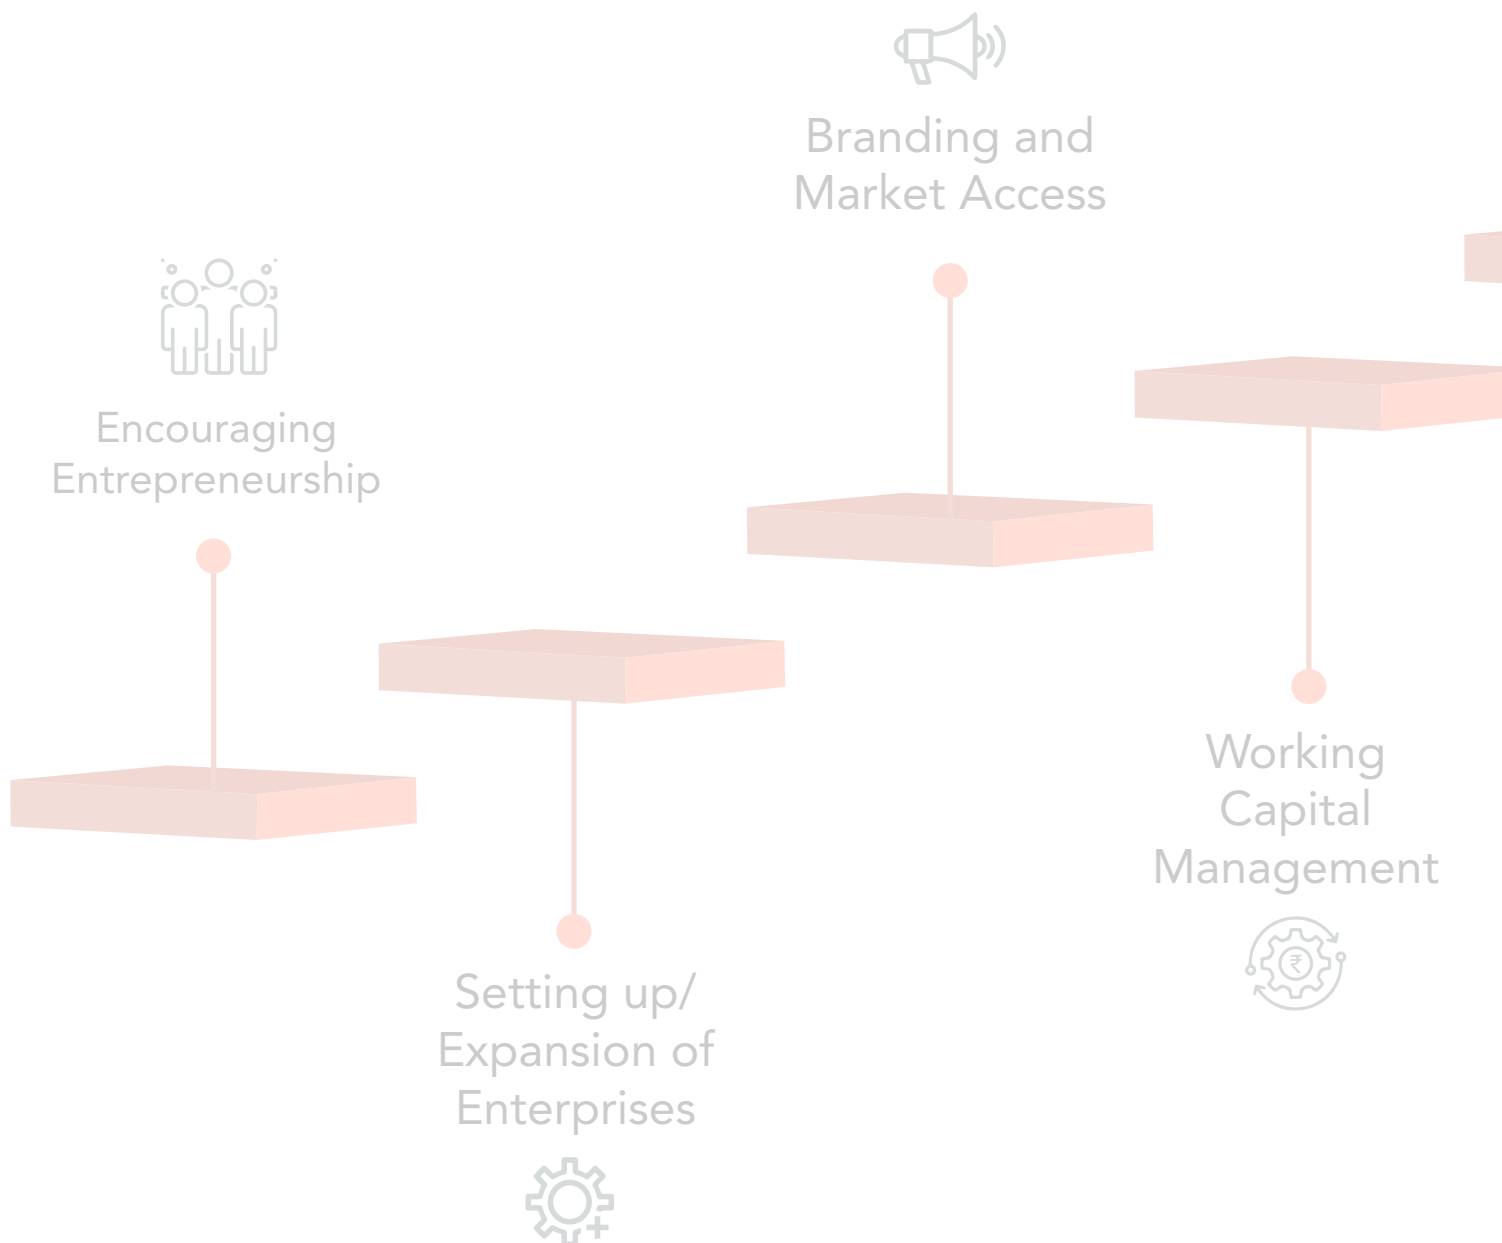 Branding and
Market Access
Encouraging
Entrepreneurship
Working
Capital
Management
₹
Setting up/
Expansion of
Enterprises